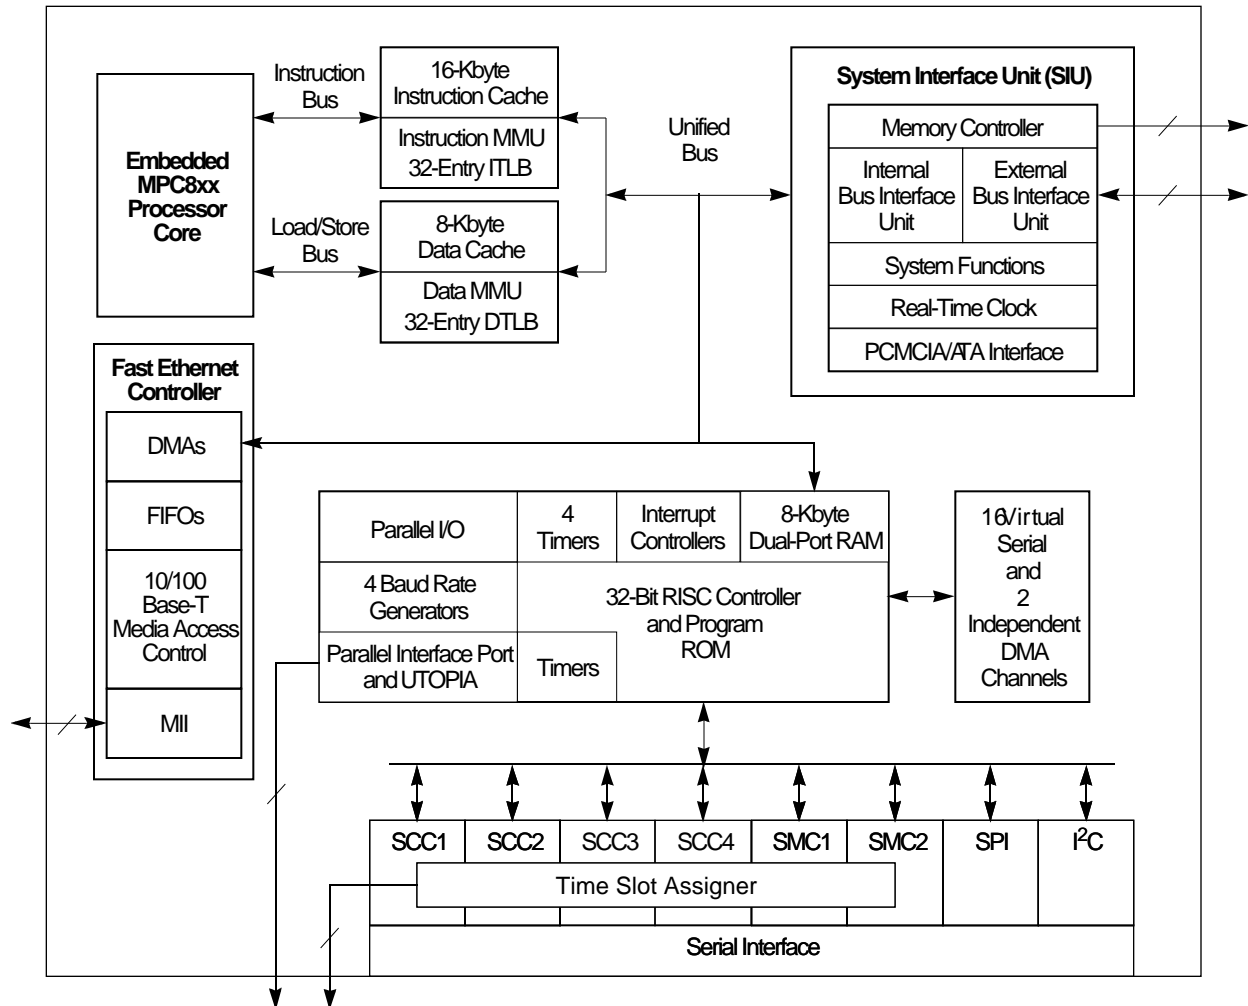 Instruction
Bus
16-Kbyte
Instruction Cache
Instruction MMU
32-Entry ITLB
Embedded
MPC8xx
Processor
Core
Load/Store
Bus
8-Kbyte
Data Cache
Data MMU
32-Entry DTLB
Unified
Bus
System Interface Unit (SIU)
Memory Controller
Internal
Bus Interface
Unit
External
Bus Interface
Unit
System Functions
Real-Time Clock
PCMCIA/ATA Interface
Fast Ethernet
Controller
DMAs
FIFOs
10/100
Base-T
Media Access
Control
MII
Parallel I/O
4
Timers
Interrupt
Controllers
8-Kbyte
Dual-Port RAM
4 Baud Rate
Generators
32-Bit RISC Controller
and Program
ROM
Parallel Interface Port
and UTOPIA
Timers
16 Virtual
Serial
and
2
Independent
DMA
Channels
SCC1
SCC2
SCC3
SCC4
SMC1
SMC2
SPI
I²C
Time Slot Assigner
Serial Interface